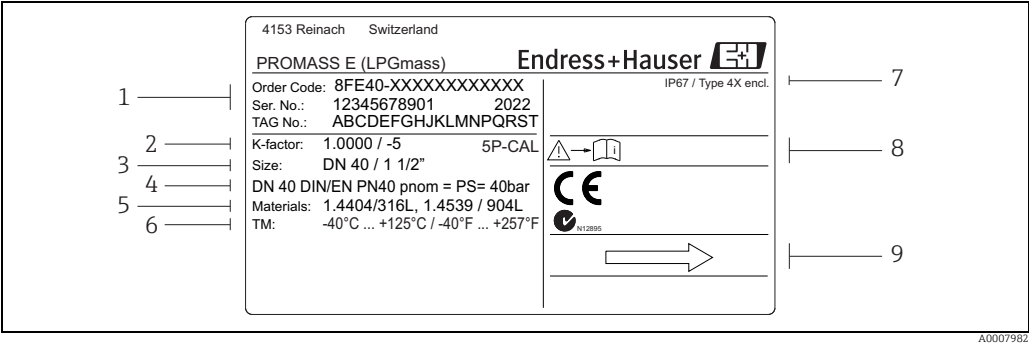 4153 Reinach Switzerland
PROMASS E (LPGmass)
Endress+Hauser
IP67 / Type 4X encl.
7
1
Order Code: 8FE40-XXXXXXXXXXXX
Ser. No.: 12345678901 2022
TAG No.: ABCDEFGHJKLMNPQRST
2
K-factor: 1.0000 / -5 5P-CAL
i
8
3
Size: DN 40 / 1 1/2”
4
DN 40 DIN/EN PN40 pnom = PS= 40bar
CE
5
Materials: 1.4404/316L, 1.4539 / 904L
6
TM: -40°C ... +125°C / -40°F ... +257°F
N12895
9
A0007982